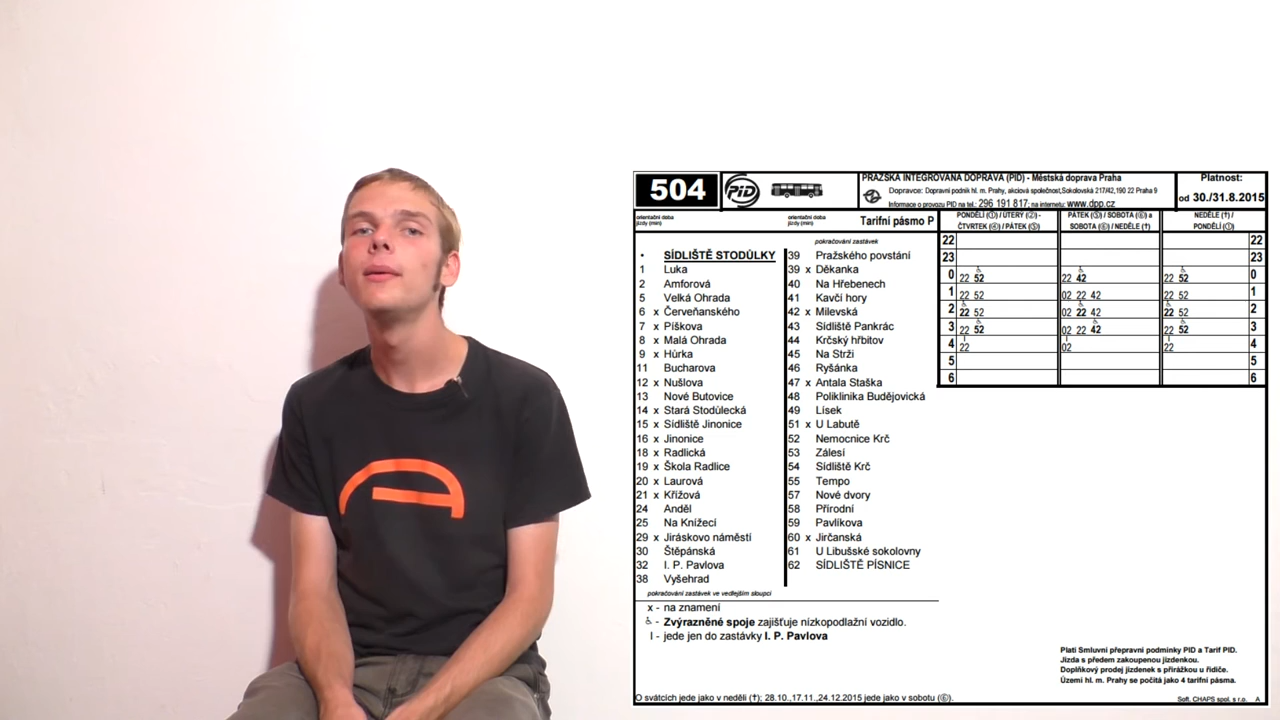 504
PID
PRAŽSKÁ INTEGROVANÁ DOPRAVA (PID) - Městská doprava Praha
Dopravce: Dopravní podnik hl. m. Prahy, akciová společnost,Sokolovská 217/42,190 22 Praha 9
Informace o provozu PID na tel.: 296 191 817; na internetu: www.dpp.cz
Platnost:
od 30./31.8.2015
orientační doba
jízdy (min)
orientační doba
jízdy (min)
Tarifní pásmo P
pokračování zastávek
• SÍDLIŠTĚ STODŮLKY
1 Luka
2 Amforová
5 Velká Ohrada
6 x Červeňanského
7 x Píškova
8 x Malá Ohrada
9 x Hůrka
11 Bucharova
12 x Nušlova
13 Nové Butovice
14 x Stará Stodůlecká
15 x Sídliště Jinonice
16 x Jinonice
18 x Radlická
19 x Škola Radlice
20 x Laurová
21 x Křížová
24 Anděl
25 Na Knížecí
29 x Jiráskovo náměstí
30 Štěpánská
32 I. P. Pavlova
38 Vyšehrad
pokračování zastávek ve vedlejším sloupci
39 Pražského povstání
39 x Děkanka
40 Na Hřebenech
41 Kavčí hory
42 x Milevská
43 Sídliště Pankrác
44 Krčský hřbitov
45 Na Strži
46 Ryšánka
47 x Antala Staška
48 Poliklinika Budějovická
49 Lísek
51 x U Labutě
52 Nemocnice Krč
53 Zálesí
54 Sídliště Krč
55 Tempo
57 Nové dvory
58 Přírodní
59 Pavlíkova
60 x Jirčanská
61 U Libušské sokolovny
62 SÍDLIŠTĚ PÍSNICE
PONDĚLÍ (①) / ÚTERÝ (②) - PÁTEK (⑤) / SOBOTA (⑥) a NEDĚLE (†) /
ČTVRTEK (④) / PÁTEK (⑤) SOBOTA (⑥) / NEDĚLE (†) PONDĚLÍ (①)
22 22
23 23
0 22 52 22 42 22 52 0
1 22 52 02 22 42 22 52 1
2 22 52 02 22 42 22 52 2
3 22 52 02 22 42 22 52 3
4 22 02 22 4
5 5
6 6
x - na znamení
♿ - Zvýrazněné spoje zajišťuje nízkopodlažní vozidlo.
I - jede jen do zastávky I. P. Pavlova
Platí Smluvní přepravní podmínky PID a Tarif PID.
Jízda s předem zakoupenou jízdenkou.
Doplňkový prodej jízdenek s přirážkou u řidiče.
Území hl. m. Prahy se počítá jako 4 tarifní pásma.
O svátcích jede jako v neděli (†); 28.10.,17.11.,24.12.2015 jede jako v sobotu (⑥).
Soft. CHAPS spol. s r.o. A